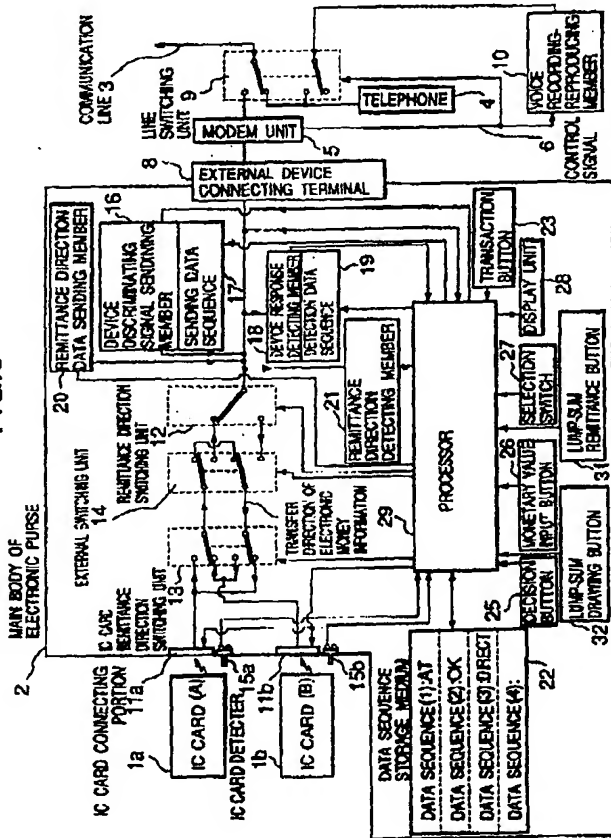 MAIN BODY OF
ELECTRONIC PURSE
2
IC CARD CONNECTING
PORTION
11a
1a
IC CARD (A)
IC CARD DETECTER
15a
11b
1b
IC CARD (B)
15b
IC CARD
REMITTANCE
DIRECTION
SWITCHING UNIT
13
EXTERNAL SWITCHING UNIT
14
REMITTANCE DIRECTION
SWITCHING UNIT
12
TRANSFER DIRECTION OF
ELECTRONIC
MONEY
INFORMATION
20
REMITTANCE DIRECTION
DATA SENDING MEMBER
16
DEVICE
DISCRIMINATING
SIGNAL SENDINING
MEMBER
SENDING DATA
SEQUENCE
17
18
DEVICE RESPONSE
DETECTING MEMBER
DETECTION DATA
SEQUENCE
19
21
REMITTANCE
DIRECTION
DETECTING MEMBER
8
EXTERNAL DEVICE
CONNECTING TERMINAL
MODEM UNIT
5
LINE SWITCHING
UNIT
9
COMMUNICATION
LINE 3
TELEPHONE
4
10
VOICE
RECORDING-
REPRODUCING-
MEMBER
6
CONTROL
SIGNAL
29
PROCESSOR
DATA SEQUENCE
STORAGE MEDIUM
DATA SEQUENCE(1):AT
DATA SEQUENCE(2):CK
DATA SEQUENCE(3):DIRECT
DATA SEQUENCE(4):
22
25
DECISION
BUTTON
26
MONETARY VALUE
INPUT BUTTON
27
SELECTION
SWITCH
DISPLAY UNIT
28
TRANSACTION
BUTTON
23
LUMP-SUM
DRAWING BUTTON
32
LUMP-SUM
REMITTANCE BUTTON
31